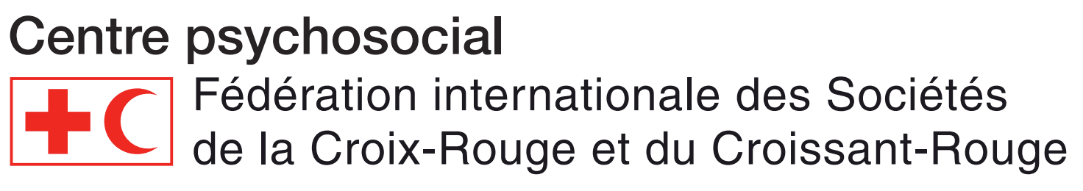 Centre psychosocial
Fédération internationale des Sociétés
de la Croix-Rouge et du Croissant-Rouge